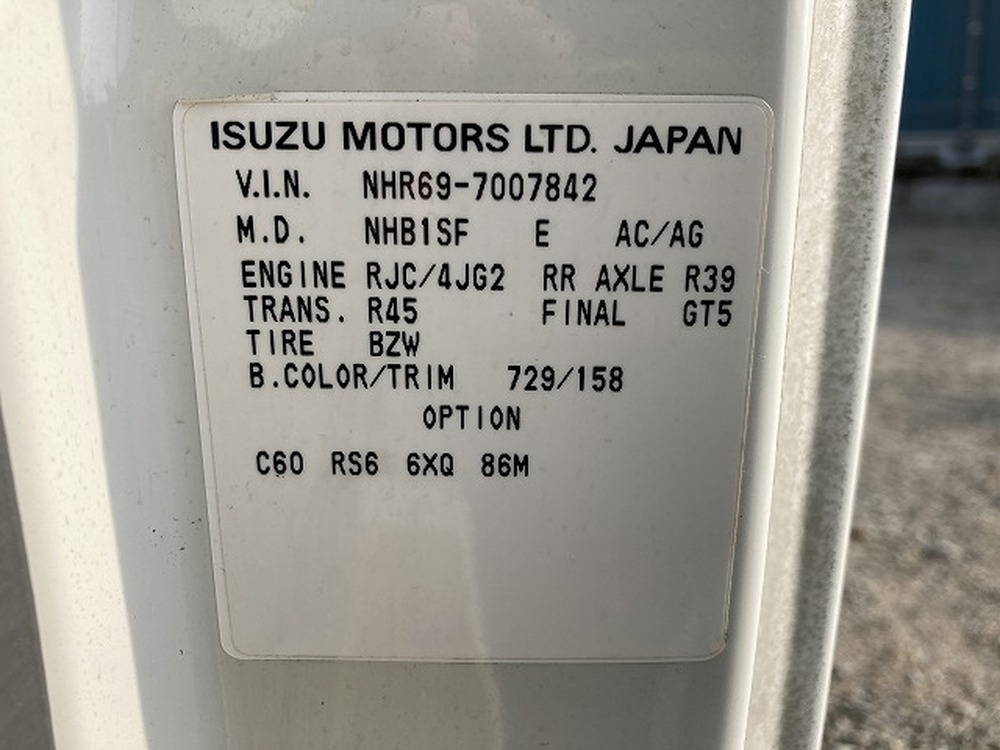 ISUZU MOTORS LTD. JAPAN
V.I.N. NHR69-7007842
M.D. NHB1SF E AC/AG
ENGINE RJC/4JG2 RR AXLE R39
TRANS. R45 FINAL GT5
TIRE BZW
B.COLOR/TRIM 729/158
OPTION
C60 RS6 6XQ 86M